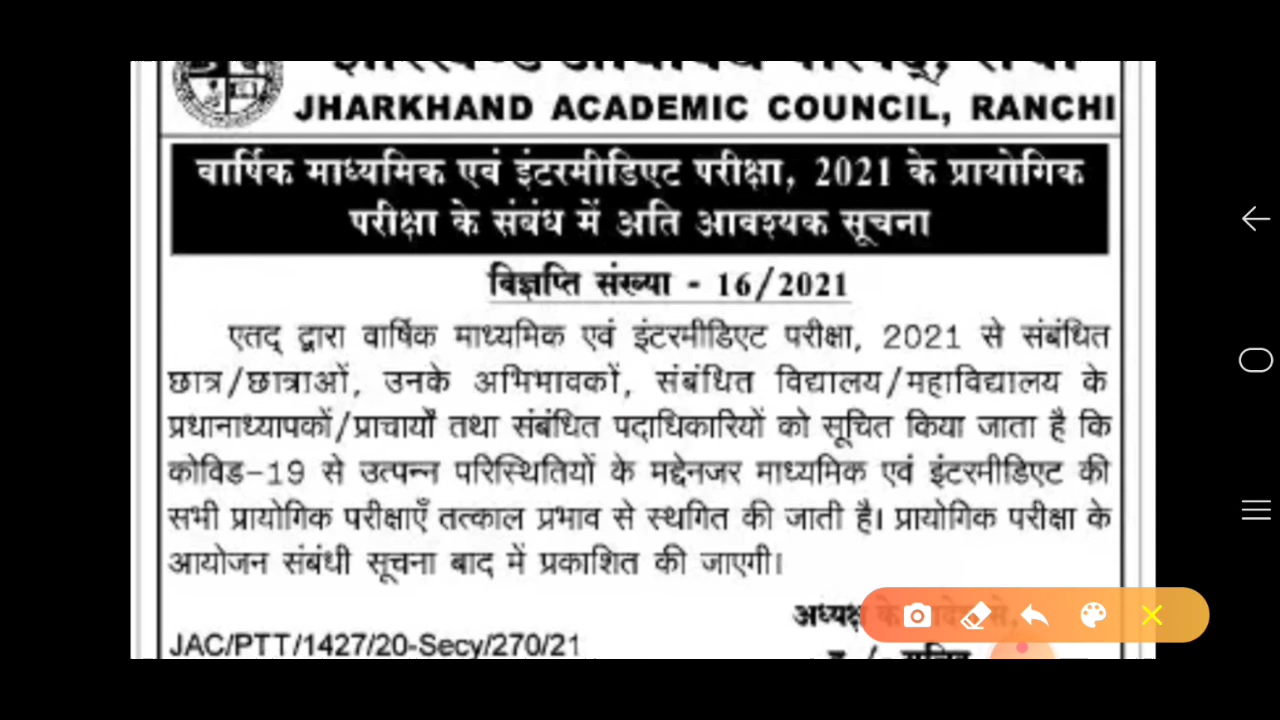 JHARKHAND ACADEMIC COUNCIL, RANCHI
वार्षिक माध्यमिक एवं इंटरमीडिएट परीक्षा, 2021 के प्रायोगिक
परीक्षा के संबंध में अति आवश्यक सूचना
विज्ञप्ति संख्या - 16/2021
एतद् द्वारा वार्षिक माध्यमिक एवं इंटरमीडिएट परीक्षा, 2021 से संबंधित
छात्र/छात्राओं, उनके अभिभावकों, संबंधित विद्यालय/महाविद्यालय के
प्रधानाध्यापकों/प्राचार्यों तथा संबंधित पदाधिकारियों को सूचित किया जाता है कि
कोविड-19 से उत्पन्न परिस्थितियों के मद्देनजर माध्यमिक एवं इंटरमीडिएट की
सभी प्रायोगिक परीक्षाएँ तत्काल प्रभाव से स्थगित की जाती है। प्रायोगिक परीक्षा के
आयोजन संबंधी सूचना बाद में प्रकाशित की जाएगी।
अध्यक्ष के
JAC/PTT/1427/20-Secy/270/21